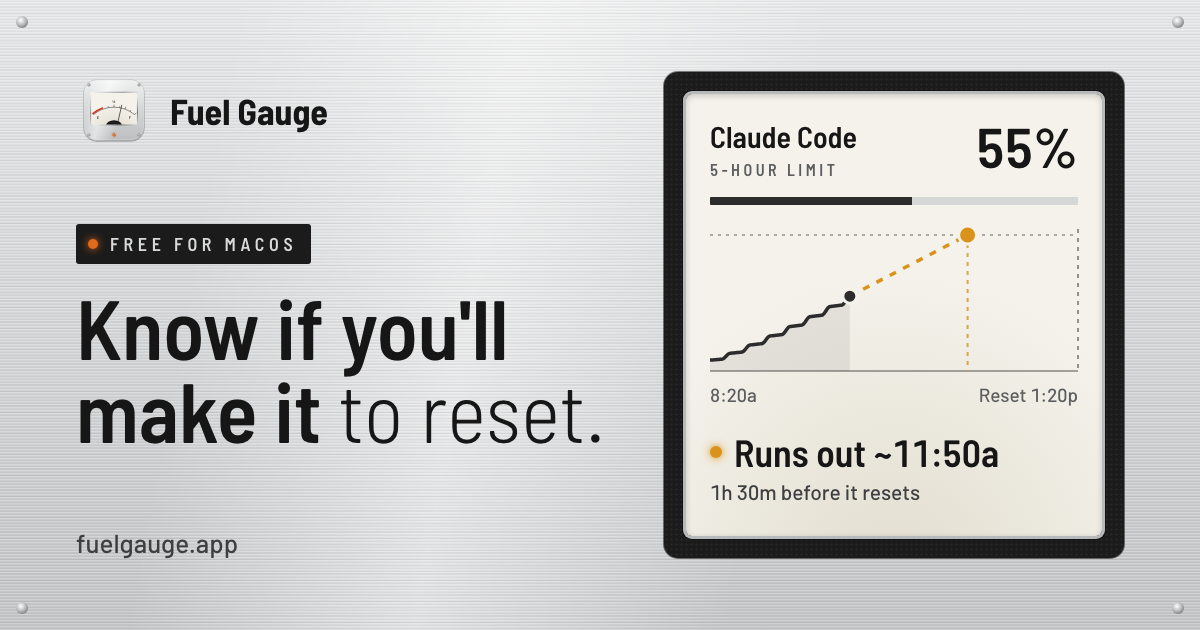 Fuel Gauge
FREE FOR MACOS
Know if you'll
make it to reset.
fuelgauge.app
Claude Code
5-HOUR LIMIT
55%
8:20a
Reset 1:20p
Runs out ~11:50a
1h 30m before it resets